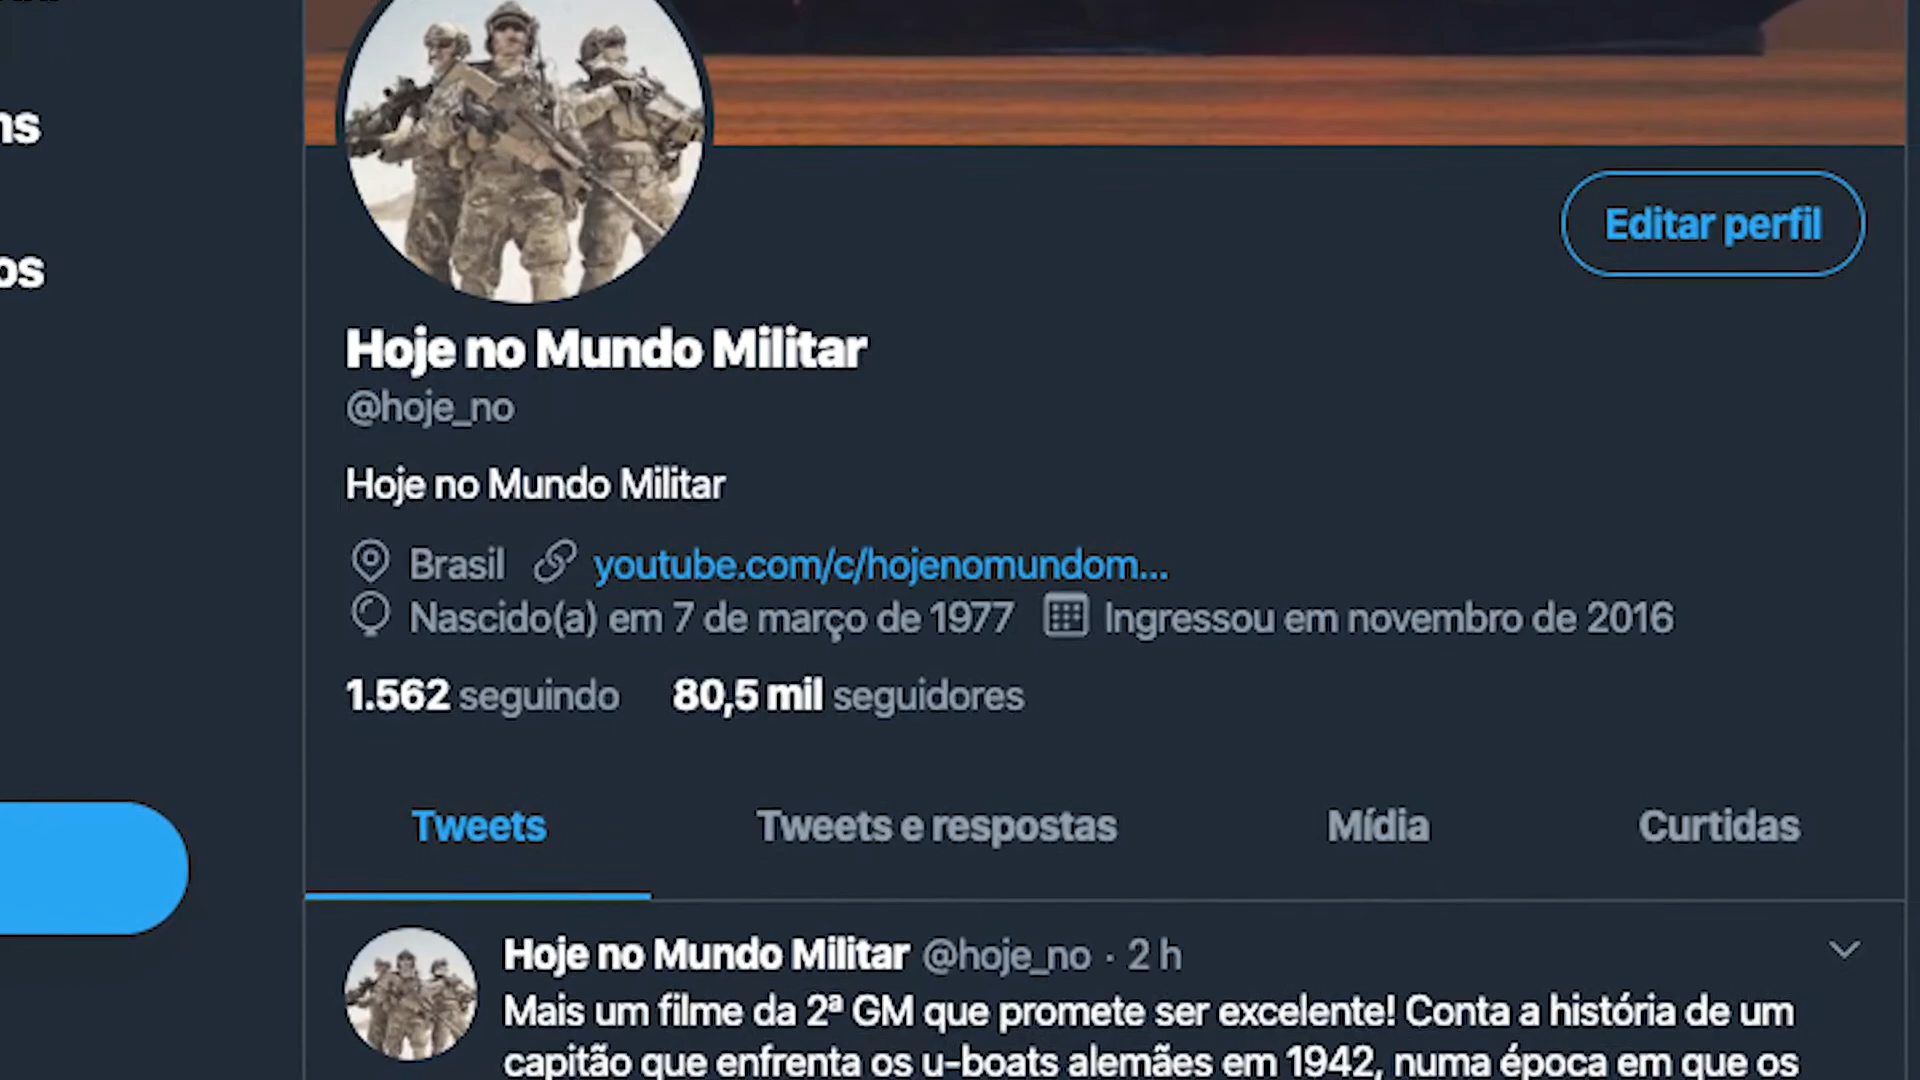 ns
os
Editar perfil
Hoje no Mundo Militar
@hoje_no
Hoje no Mundo Militar
Brasil youtube.com/c/hojenomundom...
Nascido(a) em 7 de março de 1977 Ingressou em novembro de 2016
1.562 seguindo 80,5 mil seguidores
Tweets Tweets e respostas Mídia Curtidas
Hoje no Mundo Militar @hoje_no · 2 h
Mais um filme da 2ª GM que promete ser excelente! Conta a história de um
capitão que enfrenta os u-boats alemães em 1942, numa época em que os